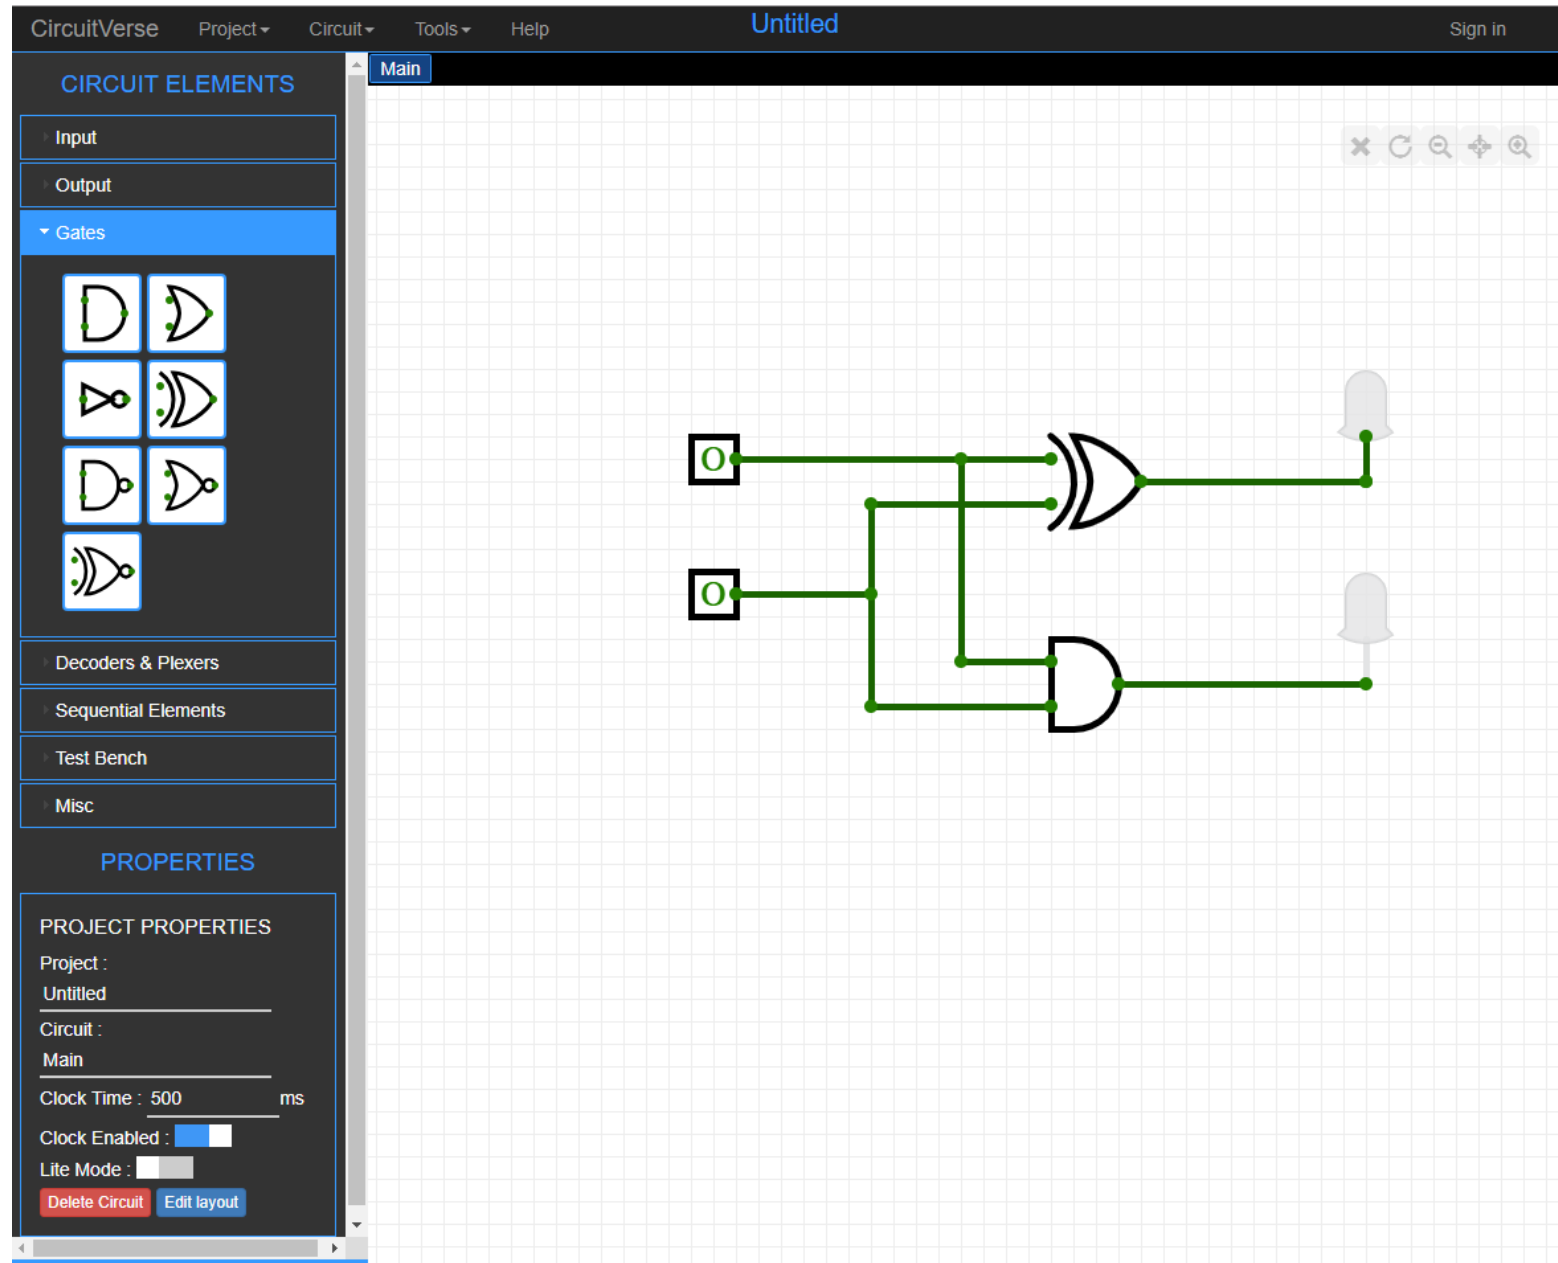 CircuitVerse Project Circuit Tools Help Untitled Sign in
Main
CIRCUIT ELEMENTS
Input
Output
Gates
Decoders & Plexers
Sequential Elements
Test Bench
Misc
PROPERTIES
PROJECT PROPERTIES
Project :
Untitled
Circuit :
Main
Clock Time : 500 ms
Clock Enabled :
Lite Mode :
Delete Circuit Edit layout
0
0